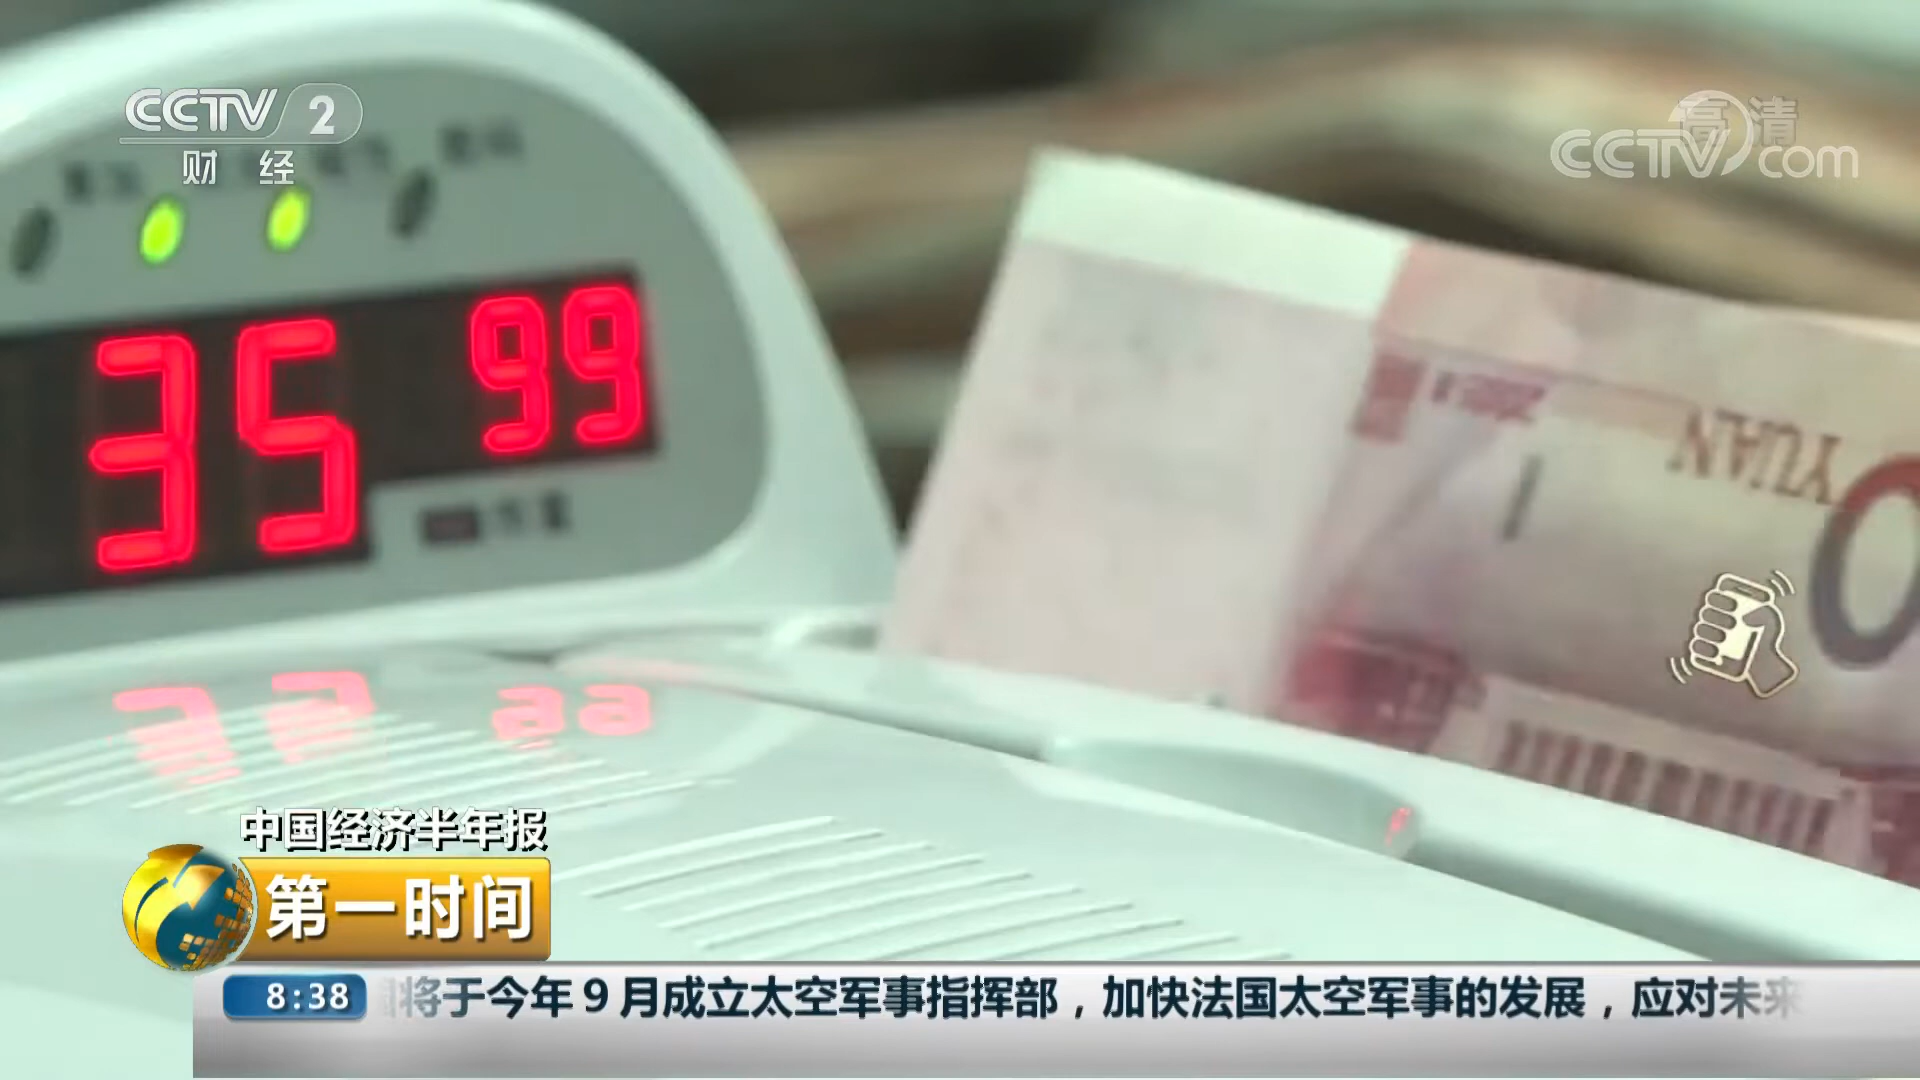 CCTV 2
财 经
高清
CCTV.com
35 99
YUAN
0
中国经济半年报
第一时间
8:38
将于今年9月成立太空军事指挥部，加快法国太空军事的发展，应对未来